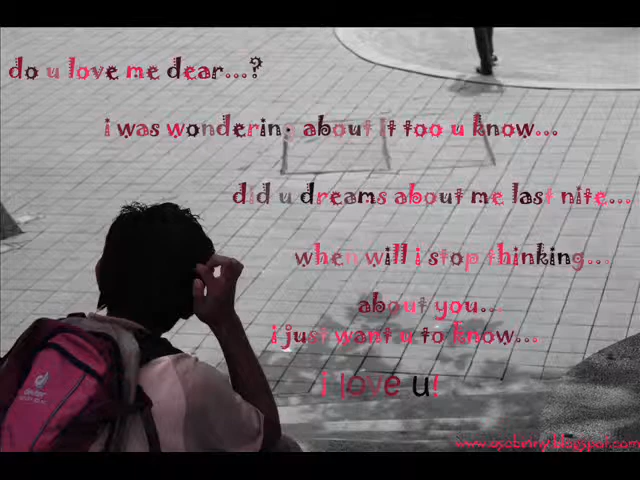 do u love me dear...?
i was wondering about it too u know...
did u dreams about me last nite...
when will i stop thinking...
about you...
i just want u to know...
i love u!
deuter